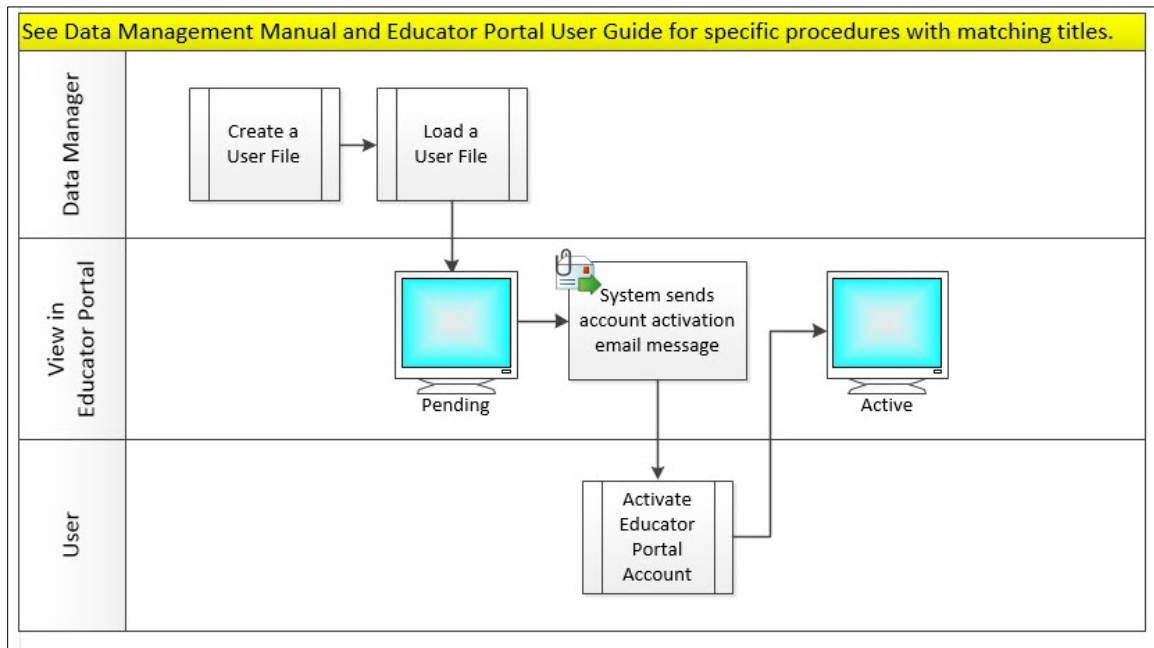 See Data Management Manual and Educator Portal User Guide for specific procedures with matching titles.
Data Manager
Create a
User File
Load a
User File
View in
Educator Portal
Pending
System sends
account activation
email message
Active
User
Activate
Educator
Portal
Account